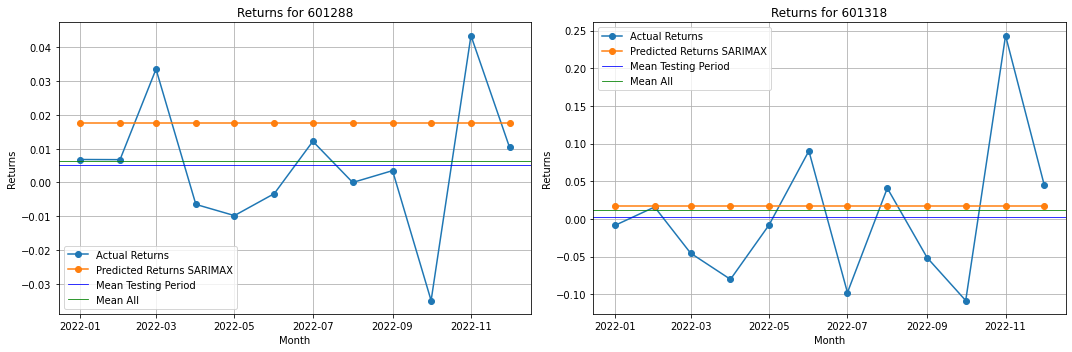 Returns for 601288
Returns
0.04
0.03
0.02
0.01
0.00
−0.01
−0.02
−0.03
Actual Returns
Predicted Returns SARIMAX
Mean Testing Period
Mean All
2022-01
2022-03
2022-05
2022-07
2022-09
2022-11
Month
Returns for 601318
Returns
0.25
0.20
0.15
0.10
0.05
0.00
−0.05
−0.10
Actual Returns
Predicted Returns SARIMAX
Mean Testing Period
Mean All
2022-01
2022-03
2022-05
2022-07
2022-09
2022-11
Month